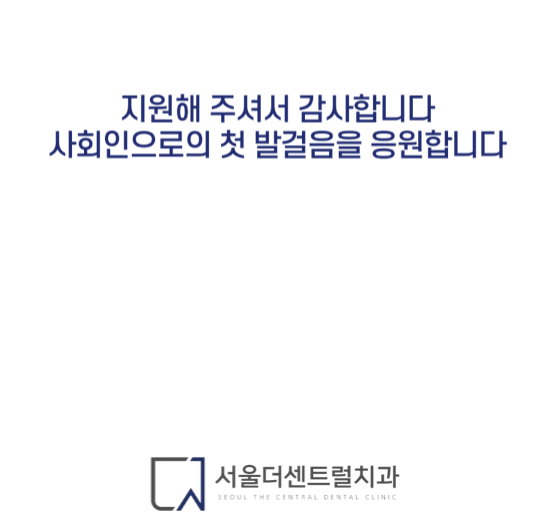 지원해 주셔서 감사합니다
사회인으로의 첫 발걸음을 응원합니다
서울더센트럴치과
SEOUL THE CENTRAL DENTAL CLINIC